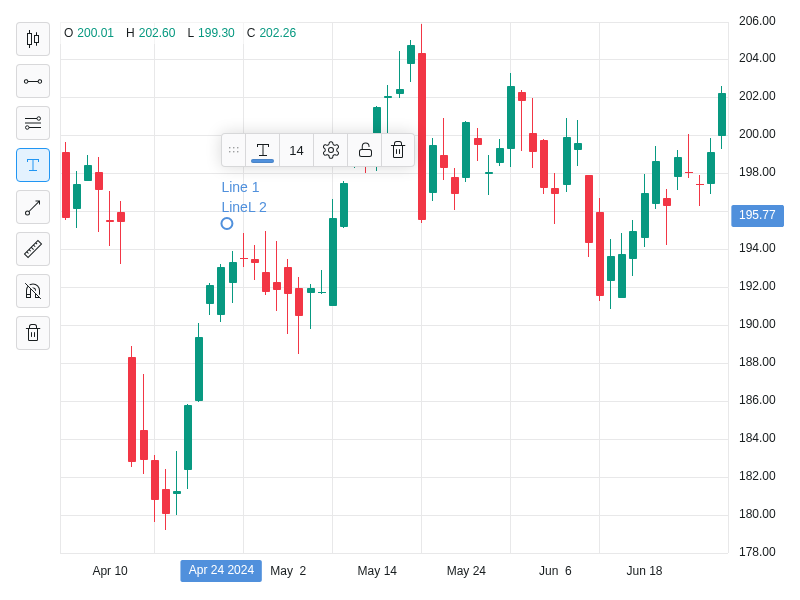 O 200.01 H 202.60 L 199.30 C 202.26
206.00
204.00
202.00
200.00
198.00
195.77
194.00
192.00
190.00
188.00
186.00
184.00
182.00
180.00
178.00
T 14
T
Line 1
LineL 2
Apr 10 Apr 24 2024 May 2 May 14 May 24 Jun 6 Jun 18